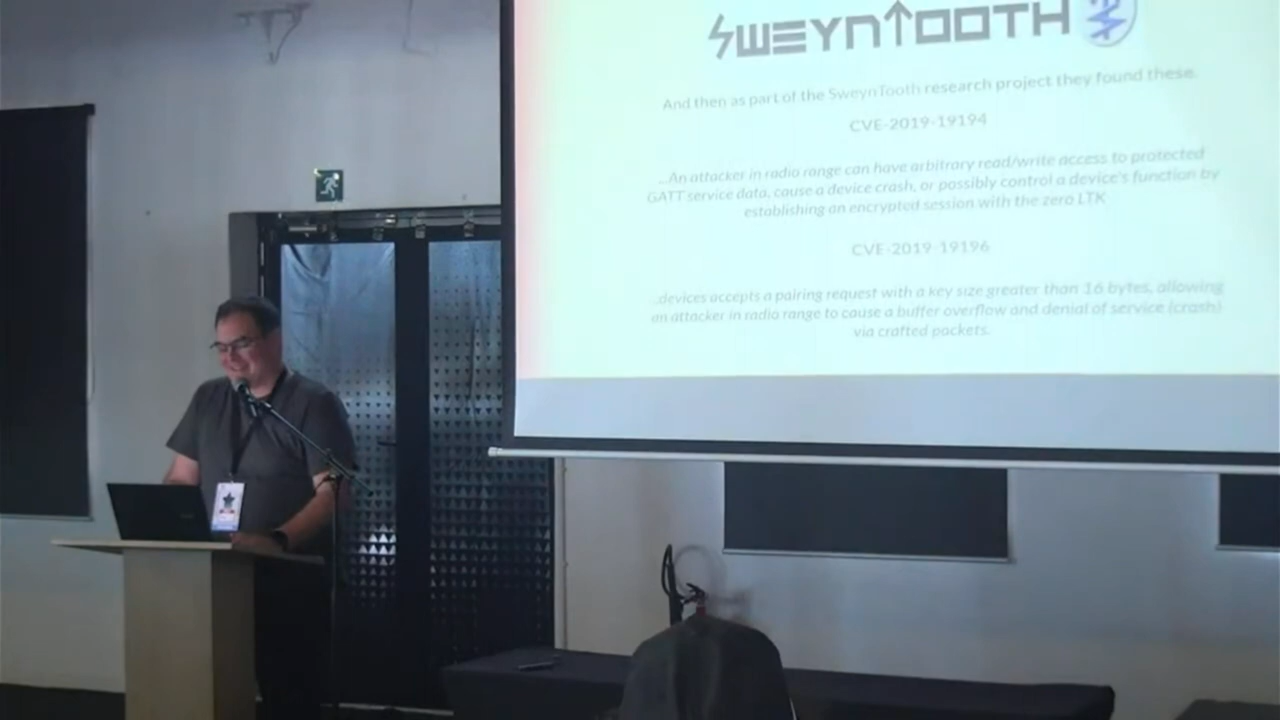 SWEYNTOOTH
And then as part of the SweynTooth research project they found these.
CVE-2019-19194
...An attacker in radio range can have arbitrary read/write access to protected
GATT service data, cause a device crash, or possibly control a device's function by
establishing an encrypted session with the zero LTK
CVE-2019-19196
..devices accepts a pairing request with a key size greater than 16 bytes, allowing
an attacker in radio range to cause a buffer overflow and denial of service (crash)
via crafted packets.